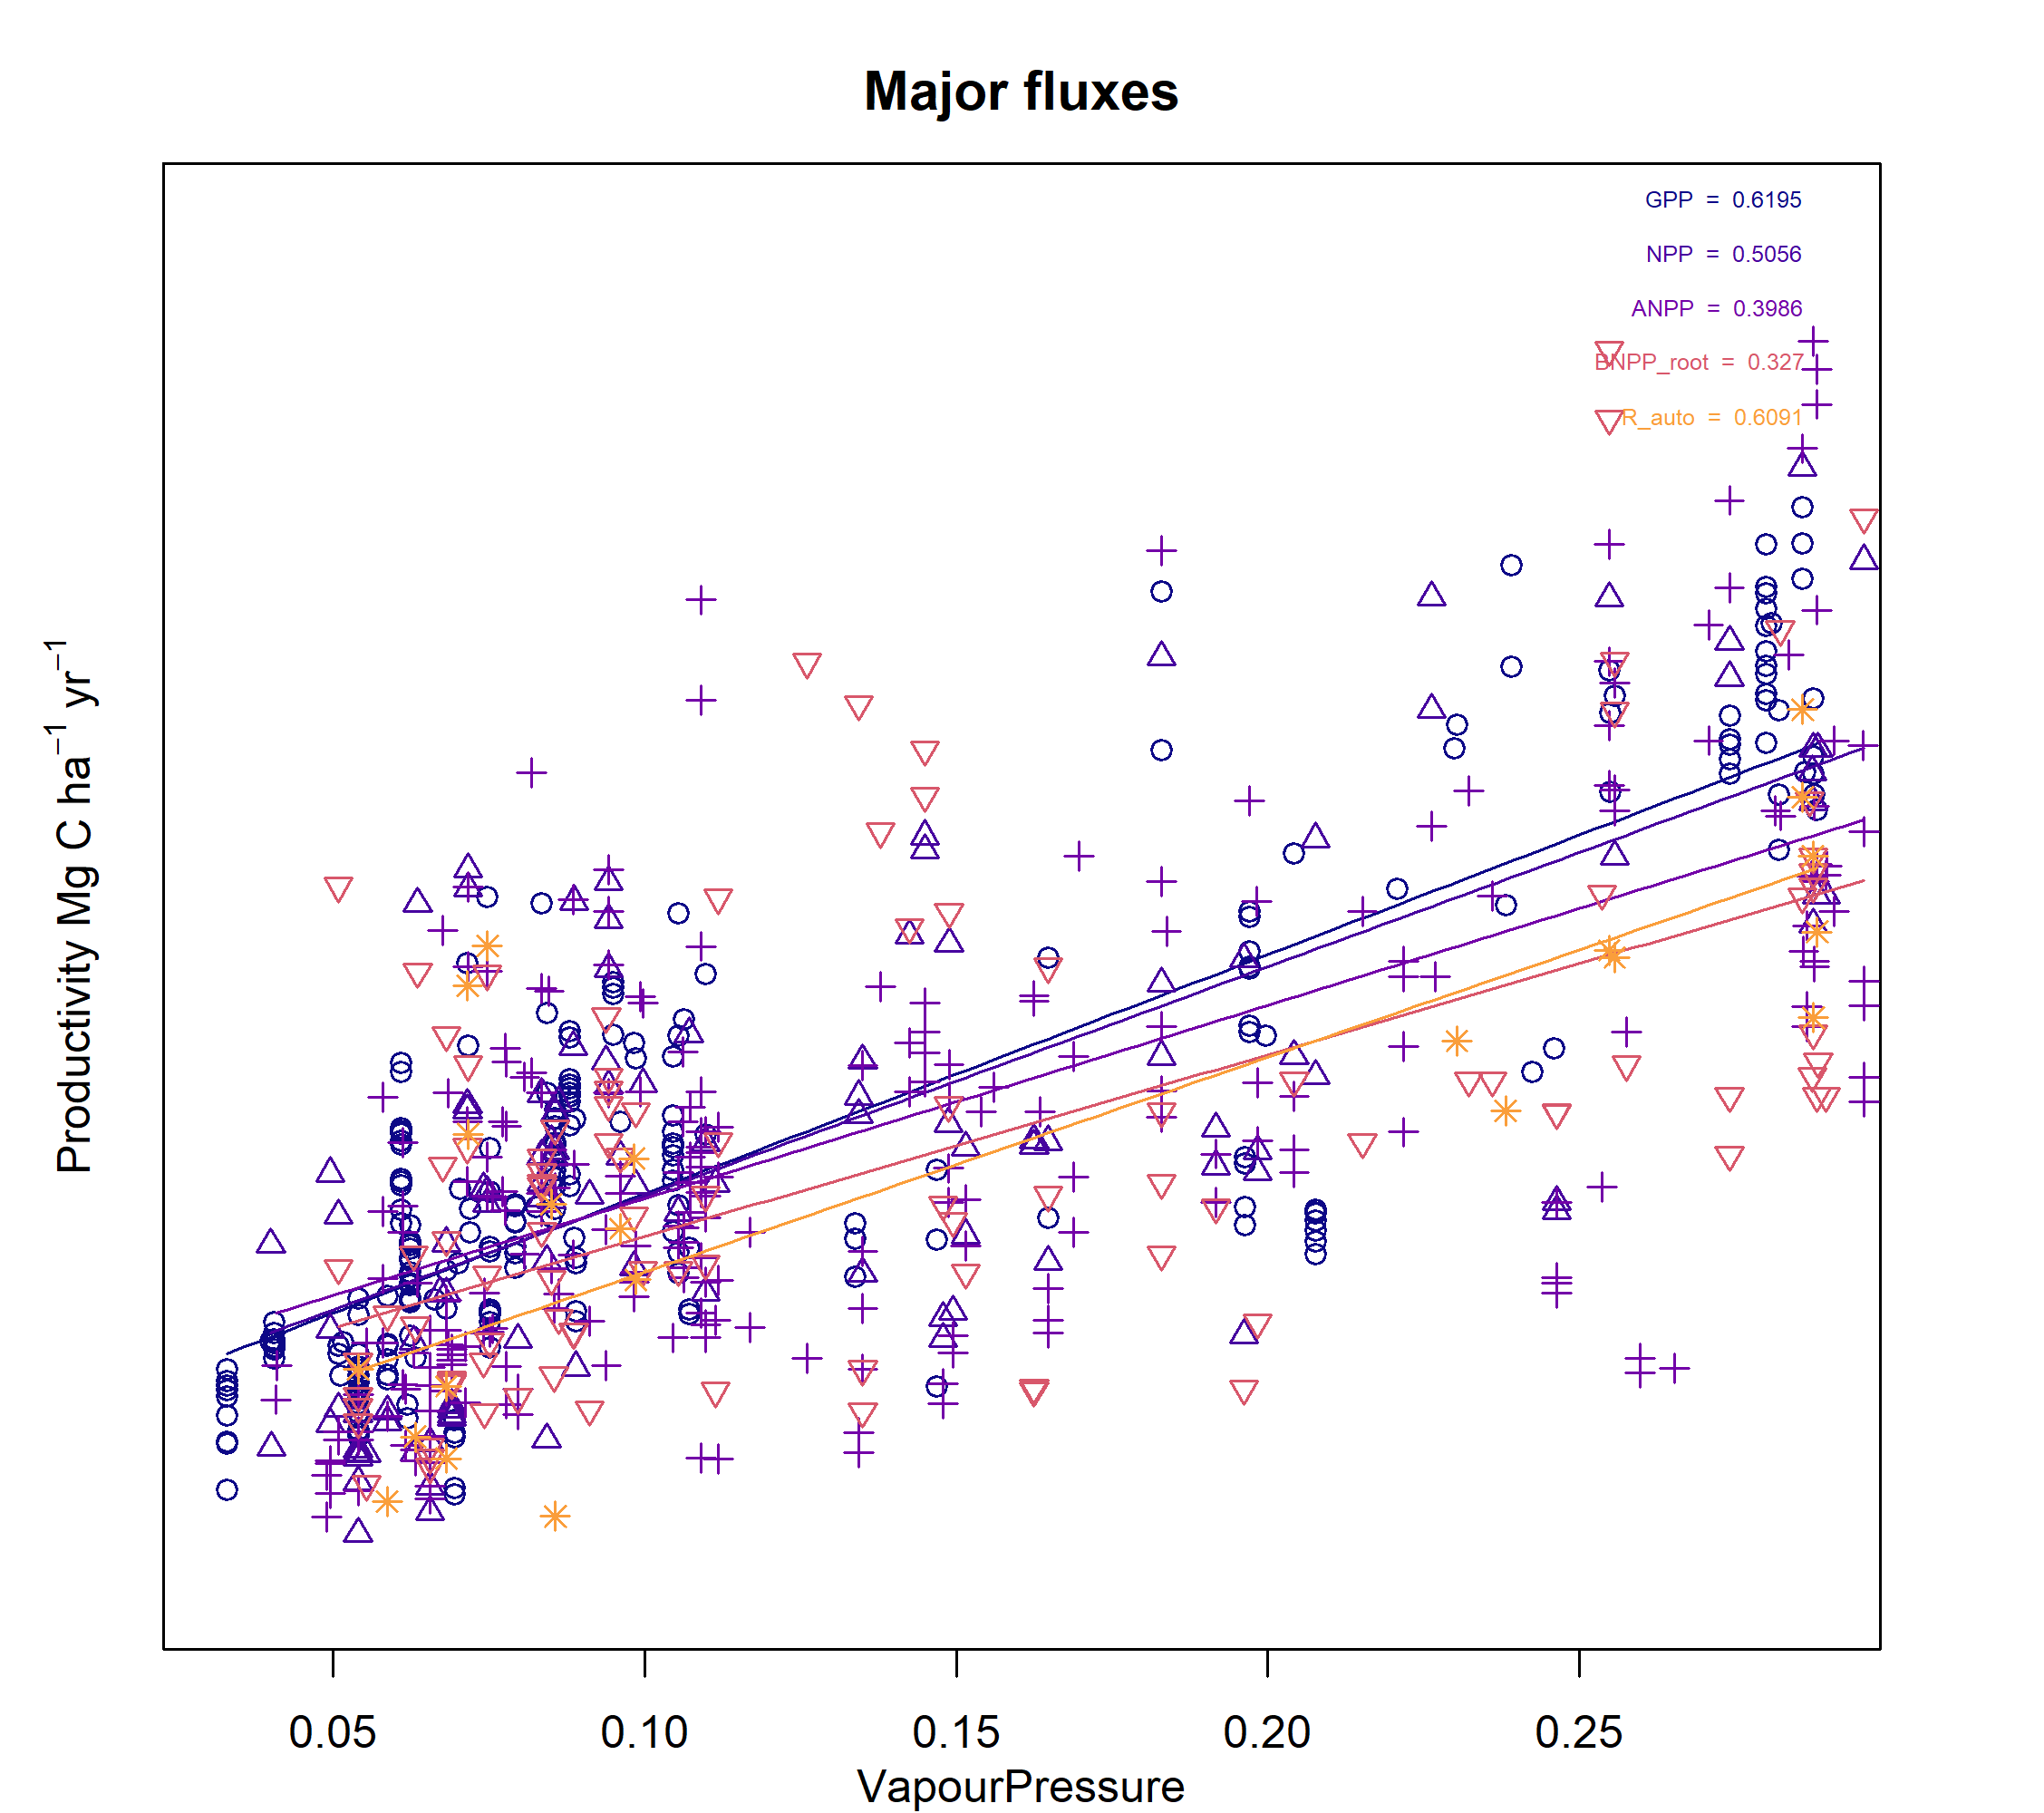 Major fluxes
GPP = 0.6195
NPP = 0.5056
ANPP = 0.3986
BNPP_root = 0.327
R_auto = 0.6091
Productivity Mg C ha⁻¹ yr⁻¹
0.05 0.10 0.15 0.20 0.25
VapourPressure